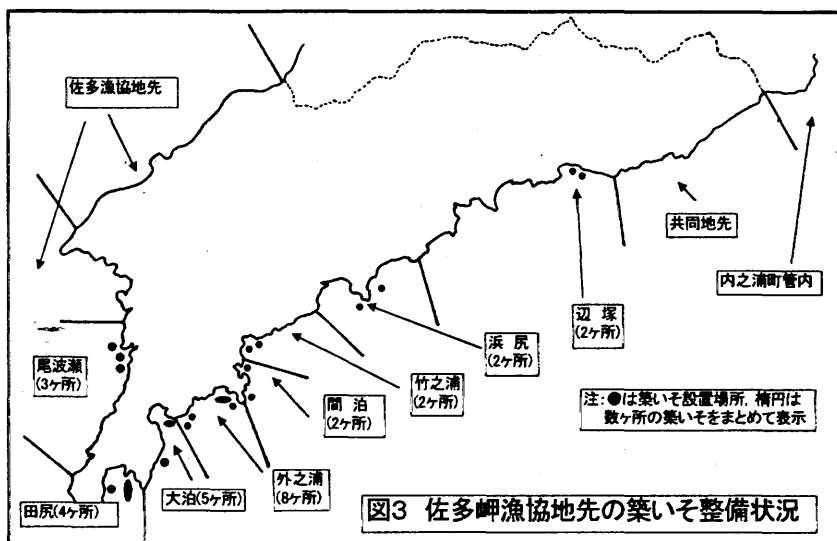 佐多漁協地先
共同地先
内之浦町管内
辺塚
(2ヶ所)
浜尻
(2ヶ所)
竹之浦
(2ヶ所)
間泊
(2ヶ所)
外之浦
(8ヶ所)
大泊(5ヶ所)
田尻(4ヶ所)
尾波瀬
(3ヶ所)
注:●は築いそ設置場所,楕円は
数ヶ所の築いそをまとめて表示
図3 佐多岬漁協地先の築いそ整備状況